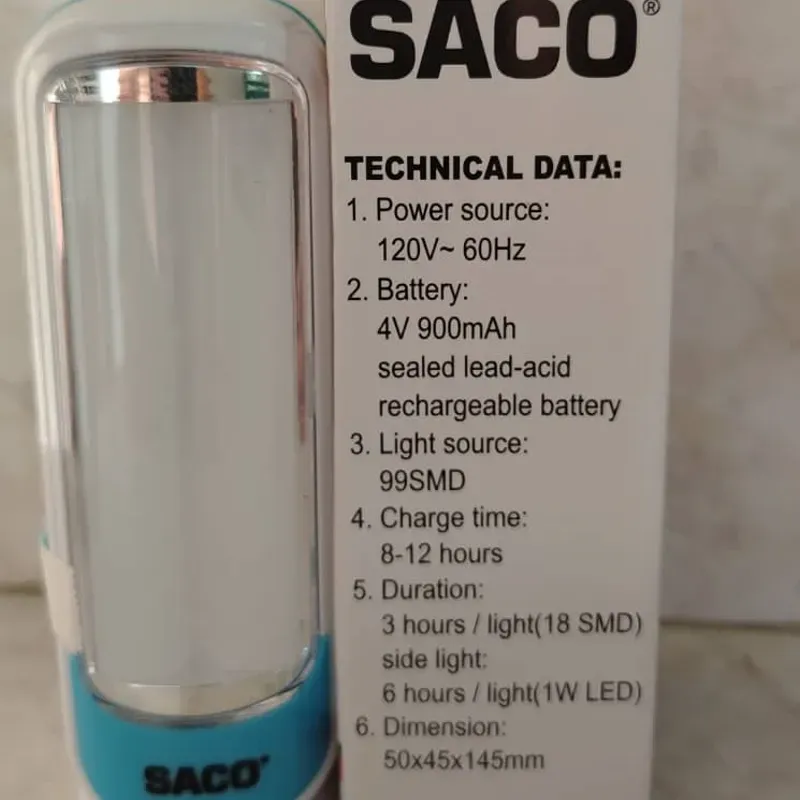 SACO®
TECHNICAL DATA:
1. Power source:
120V~ 60Hz
2. Battery:
4V 900mAh
sealed lead-acid
rechargeable battery
3. Light source:
99SMD
4. Charge time:
8-12 hours
5. Duration:
3 hours / light(18 SMD)
side light:
6 hours / light(1W LED)
6. Dimension:
50x45x145mm
SACO®